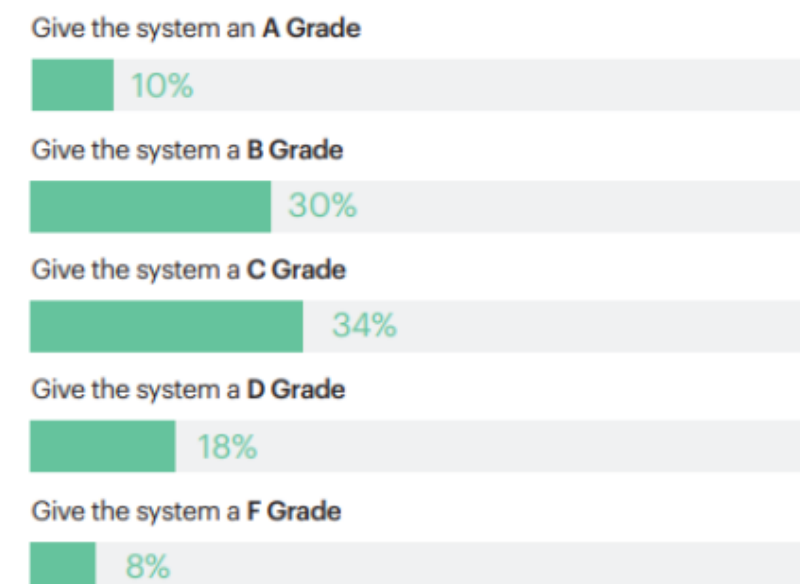 Give the system an A Grade
10%
Give the system a B Grade
30%
Give the system a C Grade
34%
Give the system a D Grade
18%
Give the system a F Grade
8%